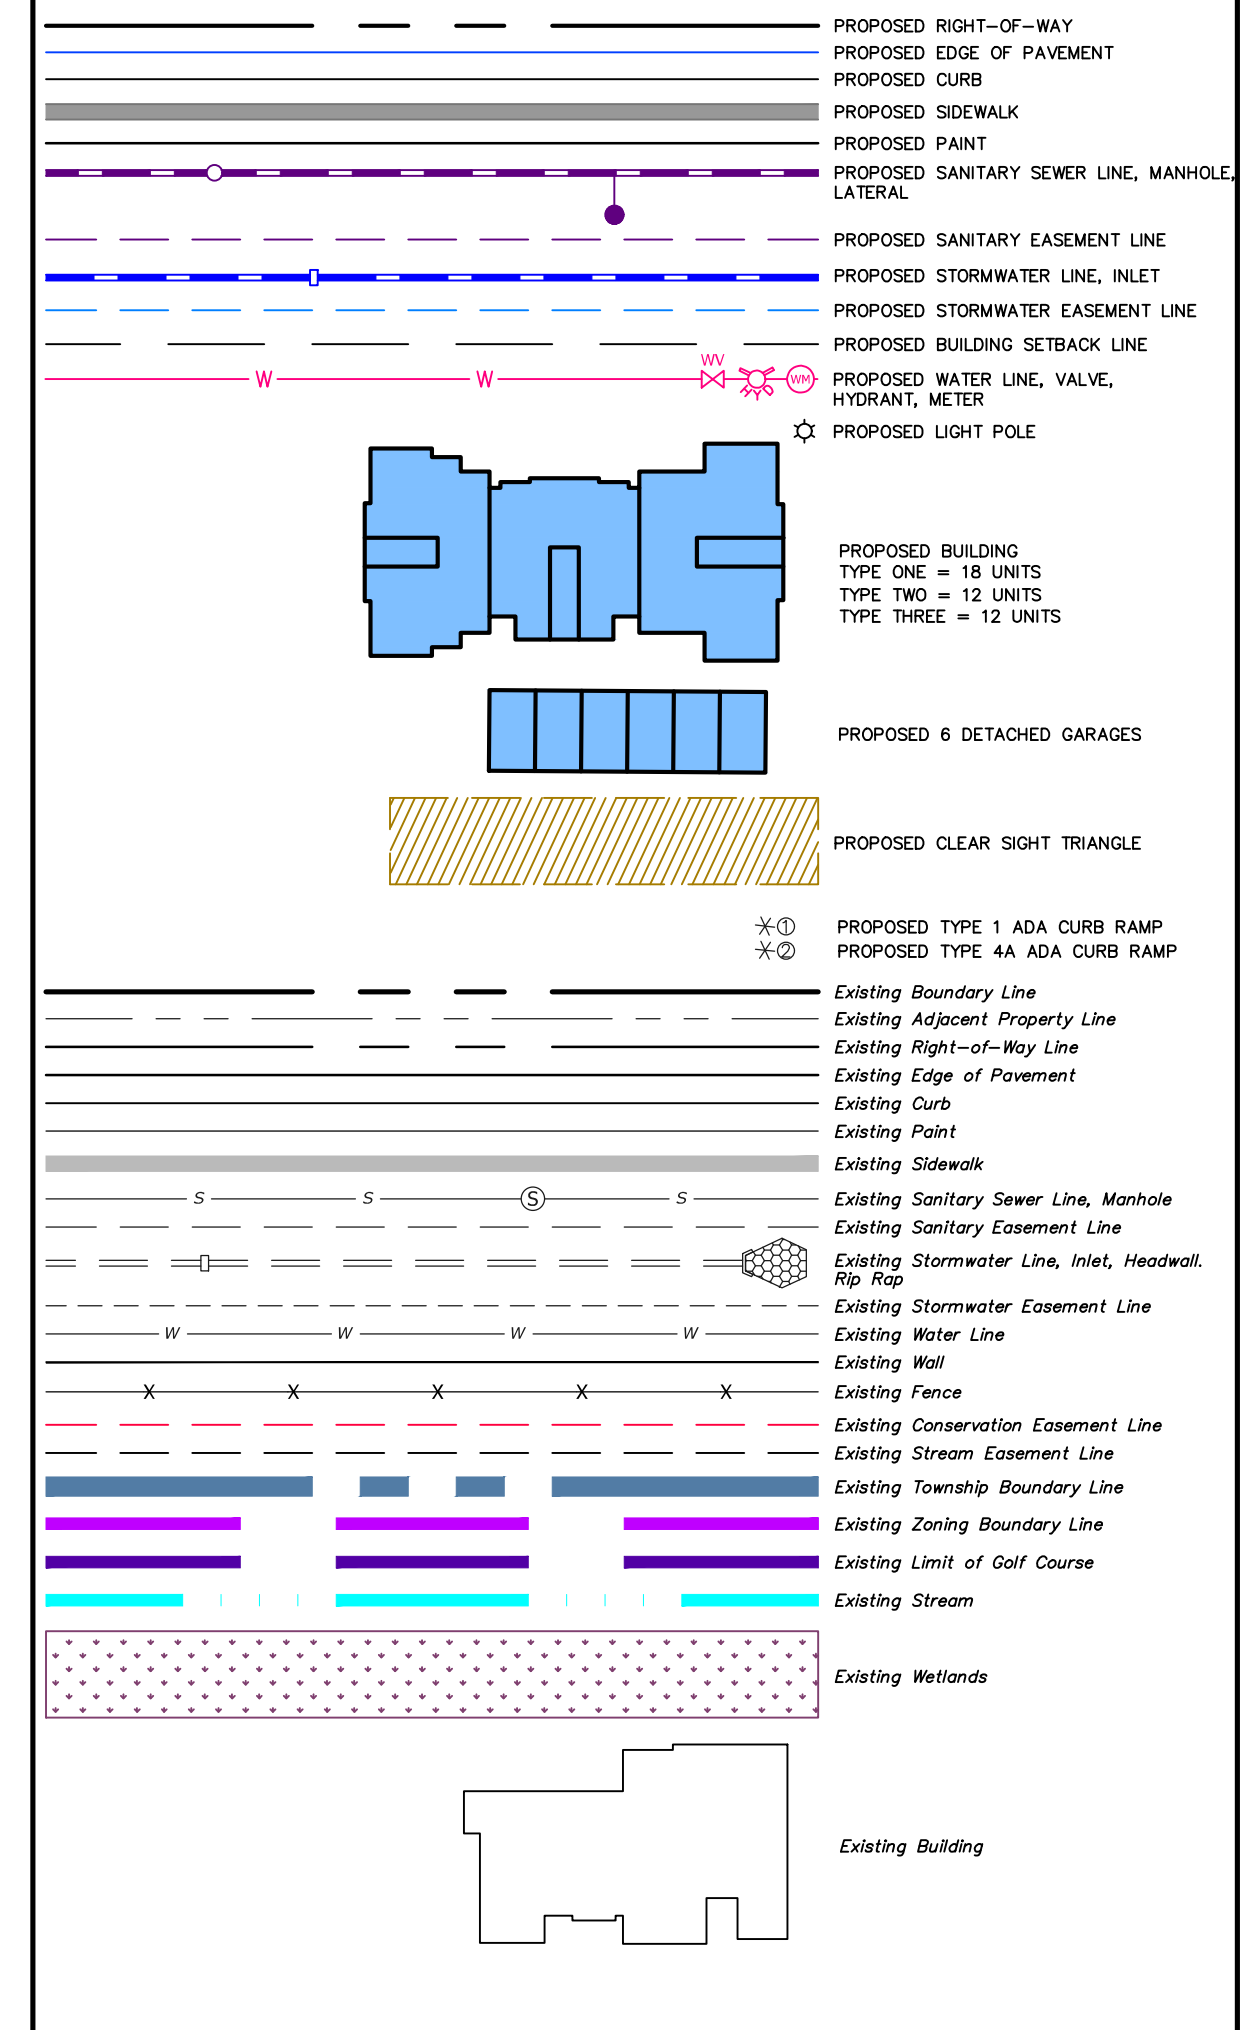 PROPOSED RIGHT-OF-WAY
PROPOSED EDGE OF PAVEMENT
PROPOSED CURB
PROPOSED SIDEWALK
PROPOSED PAINT
PROPOSED SANITARY SEWER LINE, MANHOLE,
LATERAL
PROPOSED SANITARY EASEMENT LINE
PROPOSED STORMWATER LINE, INLET
PROPOSED STORMWATER EASEMENT LINE
PROPOSED BUILDING SETBACK LINE
WV
W W WM PROPOSED WATER LINE, VALVE,
HYDRANT, METER
PROPOSED LIGHT POLE
PROPOSED BUILDING
TYPE ONE = 18 UNITS
TYPE TWO = 12 UNITS
TYPE THREE = 12 UNITS
PROPOSED 6 DETACHED GARAGES
PROPOSED CLEAR SIGHT TRIANGLE
① PROPOSED TYPE 1 ADA CURB RAMP
② PROPOSED TYPE 4A ADA CURB RAMP
Existing Boundary Line
Existing Adjacent Property Line
Existing Right-of-Way Line
Existing Edge of Pavement
Existing Curb
Existing Paint
Existing Sidewalk
S S S S Existing Sanitary Sewer Line, Manhole
Existing Sanitary Easement Line
Existing Stormwater Line, Inlet, Headwall.
Rip Rap
Existing Stormwater Easement Line
W W W W Existing Water Line
Existing Wall
X X X X X Existing Fence
Existing Conservation Easement Line
Existing Stream Easement Line
Existing Township Boundary Line
Existing Zoning Boundary Line
Existing Limit of Golf Course
Existing Stream
Existing Wetlands
Existing Building